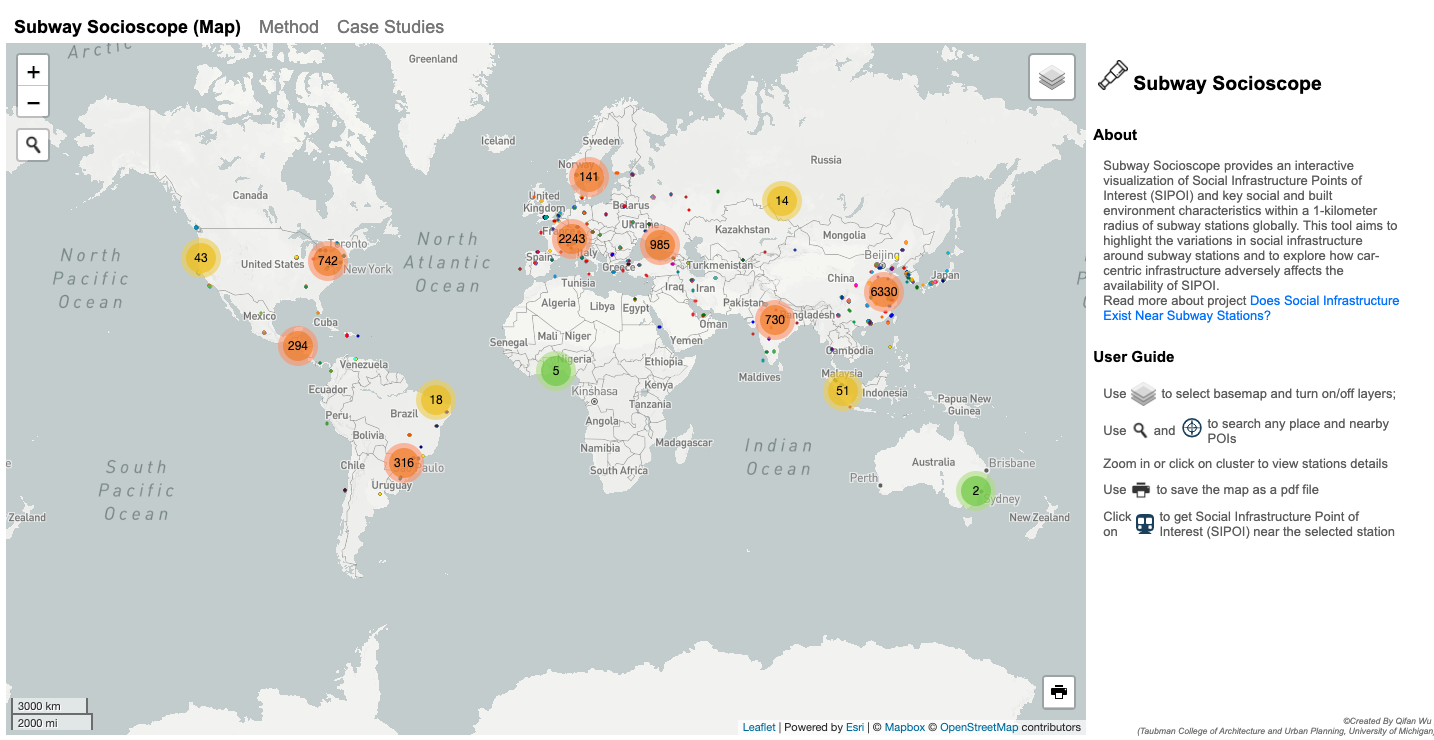 Subway Socioscope (Map) Method Case Studies
Arctic
Greenland
+
−
Iceland
Sweden
Norway
Russia
141
Canada
United
Kingdom
Belarus
14
Ukraine
Kazakhstan
Mongolia
North
Pacific
Ocean
43
Toronto
742
New York
United States
North
Atlantic
Ocean
2243
Italy
Spain
Greece
985
Turkmenistan
Beijing
China
Japan
6330
Tunisia
Iraq
Iran
Algeria
Libya
Egypt
Pakistan
Bangladesh
730
Oman
Mexico
Cuba
294
Mali
Niger
Senegal
Nigeria
Yemen
Cambodia
Venezuela
5
Ethiopia
Maldives
Malaysia
51
Indonesia
Ecuador
Kinshasa
Kenya
Tanzania
Papua New
Guinea
18
Peru
Brazil
Angola
Bolivia
Namibia
Madagascar
Indian
Ocean
316
Paulo
Chile
Uruguay
South Africa
South
Pacific
Ocean
Australia
Brisbane
Perth
2
Sydney
Zealand
New Zealand
3000 km
2000 mi
Leaflet | Powered by Esri | © Mapbox © OpenStreetMap contributors
Subway Socioscope
About
Subway Socioscope provides an interactive
visualization of Social Infrastructure Points of
Interest (SIPOI) and key social and built
environment characteristics within a 1-kilometer
radius of subway stations globally. This tool aims to
highlight the variations in social infrastructure
around subway stations and to explore how car-
centric infrastructure adversely affects the
availability of SIPOI.
Read more about project Does Social Infrastructure
Exist Near Subway Stations?
User Guide
Use to select basemap and turn on/off layers;
Use and to search any place and nearby
POIs
Zoom in or click on cluster to view stations details
Use to save the map as a pdf file
Click on to get Social Infrastructure Point of
Interest (SIPOI) near the selected station
©Created By Qifan Wu
(Taubman College of Architecture and Urban Planning, University of Michigan,